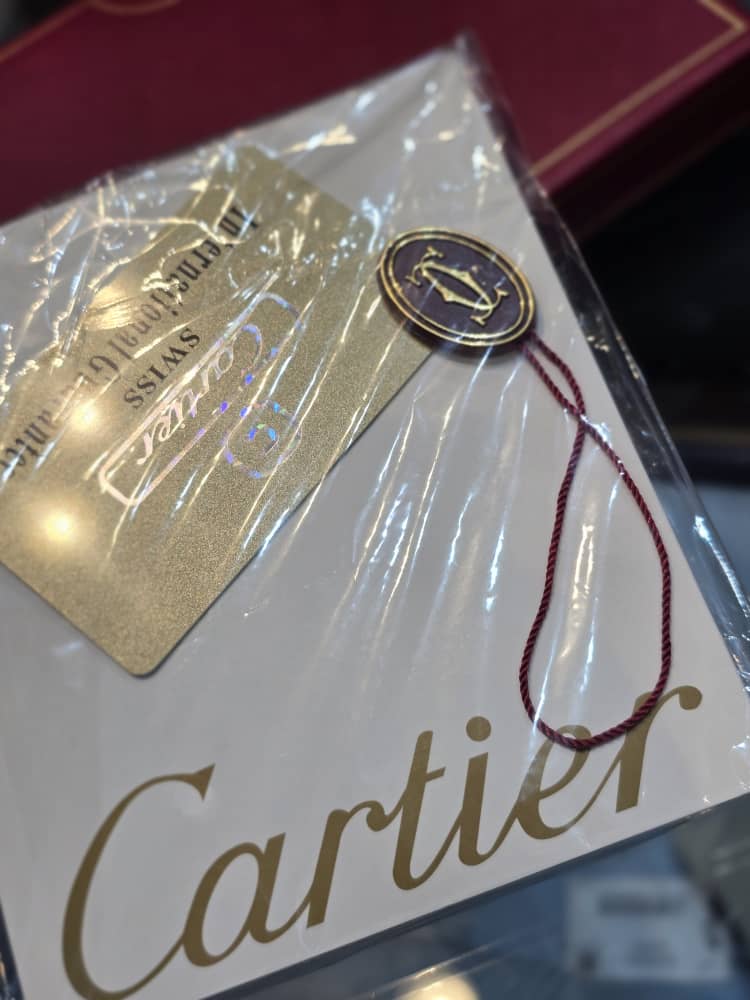 International Guarantee
SWISS
Cartier
Cartier